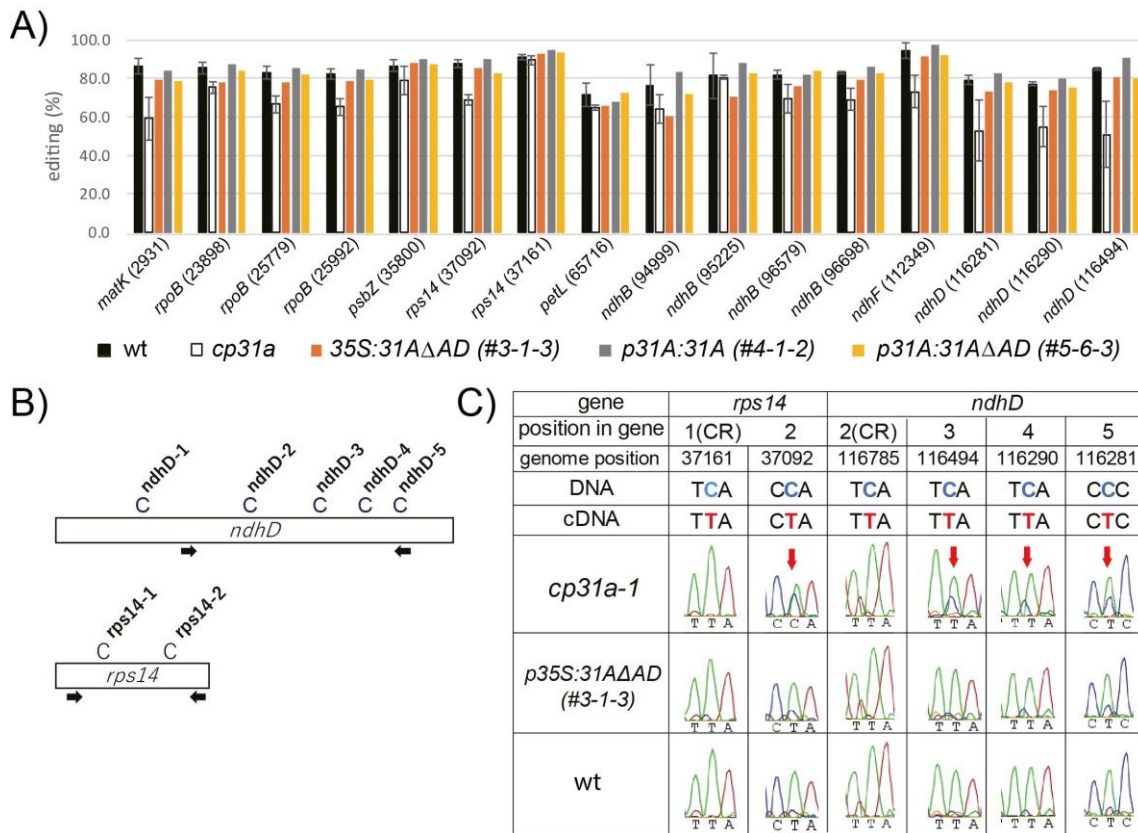 A)
100.0
80.0
60.0
40.0
20.0
0.0
editing (%)
matK (2931)
rpoB (23898)
rpoB (25779)
rpoB (25992)
psbZ (35800)
rps14 (37092)
rps14 (37161)
petL (65716)
ndhB (94999)
ndhB (95225)
ndhB (96579)
ndhB (96698)
ndhF (112349)
ndhD (116281)
ndhD (116290)
ndhD (116494)
wt cp31a 35S:31AΔAD (#3-1-3) p31A:31A (#4-1-2) p31A:31AΔAD (#5-6-3)
B)
ndhD-1 ndhD-2 ndhD-3 ndhD-4 ndhD-5
C C C C C
ndhD
rps14-1 rps14-2
C C
rps14
C)
gene rps14 ndhD
position in gene 1(CR) 2 2(CR) 3 4 5
genome position 37161 37092 116785 116494 116290 116281
DNA TCA CCA TCA TCA TCA CCC
cDNA TTA CTA TTA TTA TTA CTC
cp31a-1
T T A C C A T T A T T A T T A C T C
p35S:31AΔAD
(#3-1-3)
T T A C T A T T A T T A T T A C T C
wt
T T A C T A T T A T T A T T A C T C